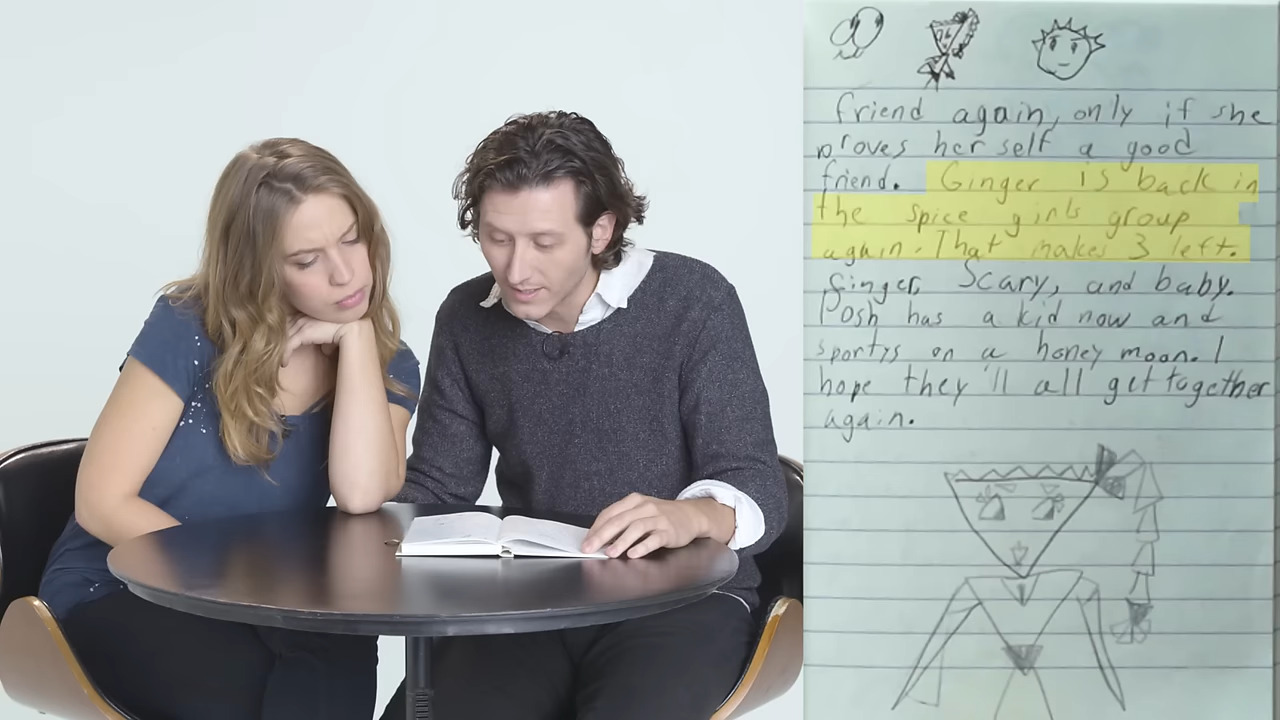 friend again, only if she
proves her self a good
friend. Ginger is back in
the spice girls group
again. That makes 3 left.
Ginger, Scary, and baby.
Posh has a kid now and
sportys on a honey moon. I
hope they'll all get together
again.